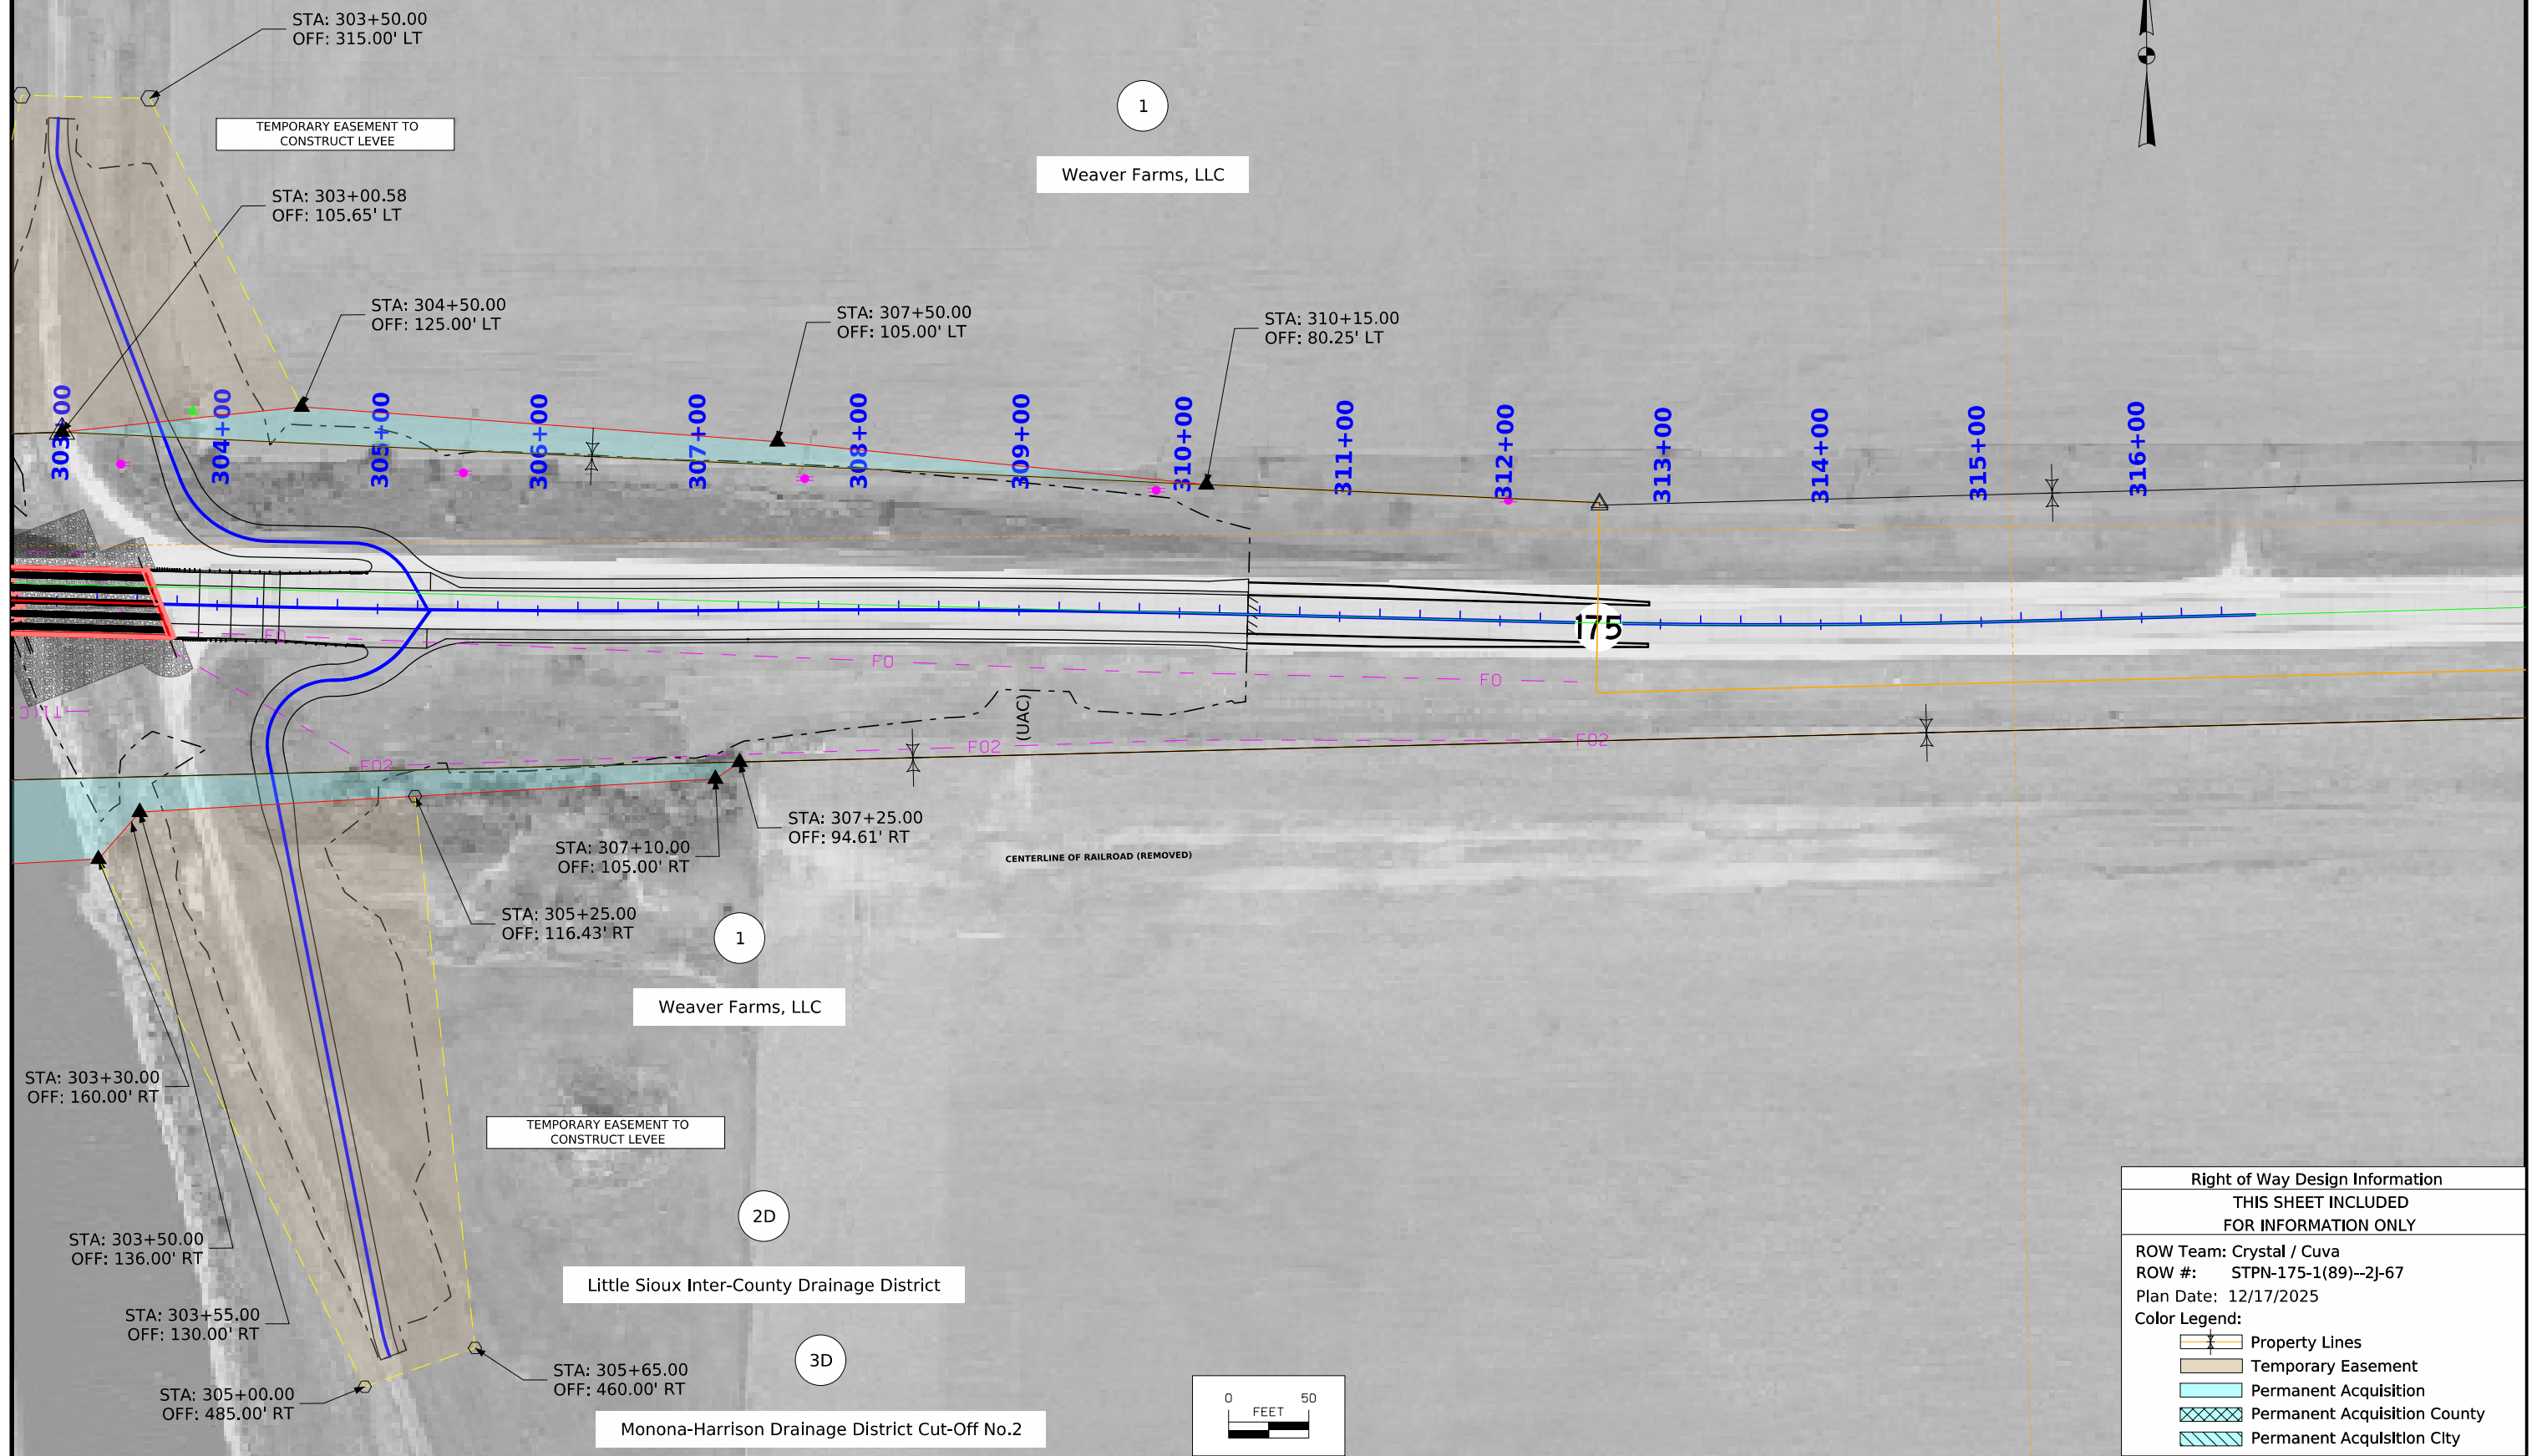 STA: 303+50.00
OFF: 315.00' LT
TEMPORARY EASEMENT TO
CONSTRUCT LEVEE
1
Weaver Farms, LLC
STA: 303+00.58
OFF: 105.65' LT
STA: 304+50.00
OFF: 125.00' LT
STA: 307+50.00
OFF: 105.00' LT
STA: 310+15.00
OFF: 80.25' LT
303+00
304+00
305+00
306+00
307+00
308+00
309+00
310+00
311+00
312+00
313+00
314+00
315+00
316+00
175
FO
FO
FO
(UAC)
FO2
FO2
FO2
STA: 307+25.00
OFF: 94.61' RT
STA: 307+10.00
OFF: 105.00' RT
CENTERLINE OF RAILROAD (REMOVED)
STA: 305+25.00
OFF: 116.43' RT
1
Weaver Farms, LLC
STA: 303+30.00
OFF: 160.00' RT
TEMPORARY EASEMENT TO
CONSTRUCT LEVEE
2D
Little Sioux Inter-County Drainage District
STA: 303+50.00
OFF: 136.00' RT
STA: 303+55.00
OFF: 130.00' RT
3D
STA: 305+65.00
OFF: 460.00' RT
STA: 305+00.00
OFF: 485.00' RT
Monona-Harrison Drainage District Cut-Off No.2
0 50
FEET
Right of Way Design Information
THIS SHEET INCLUDED
FOR INFORMATION ONLY
ROW Team: Crystal / Cuva
ROW #: STPN-175-1(89)--2J-67
Plan Date: 12/17/2025
Color Legend:
Property Lines
Temporary Easement
Permanent Acquisition
Permanent Acquisition County
Permanent Acquisition City